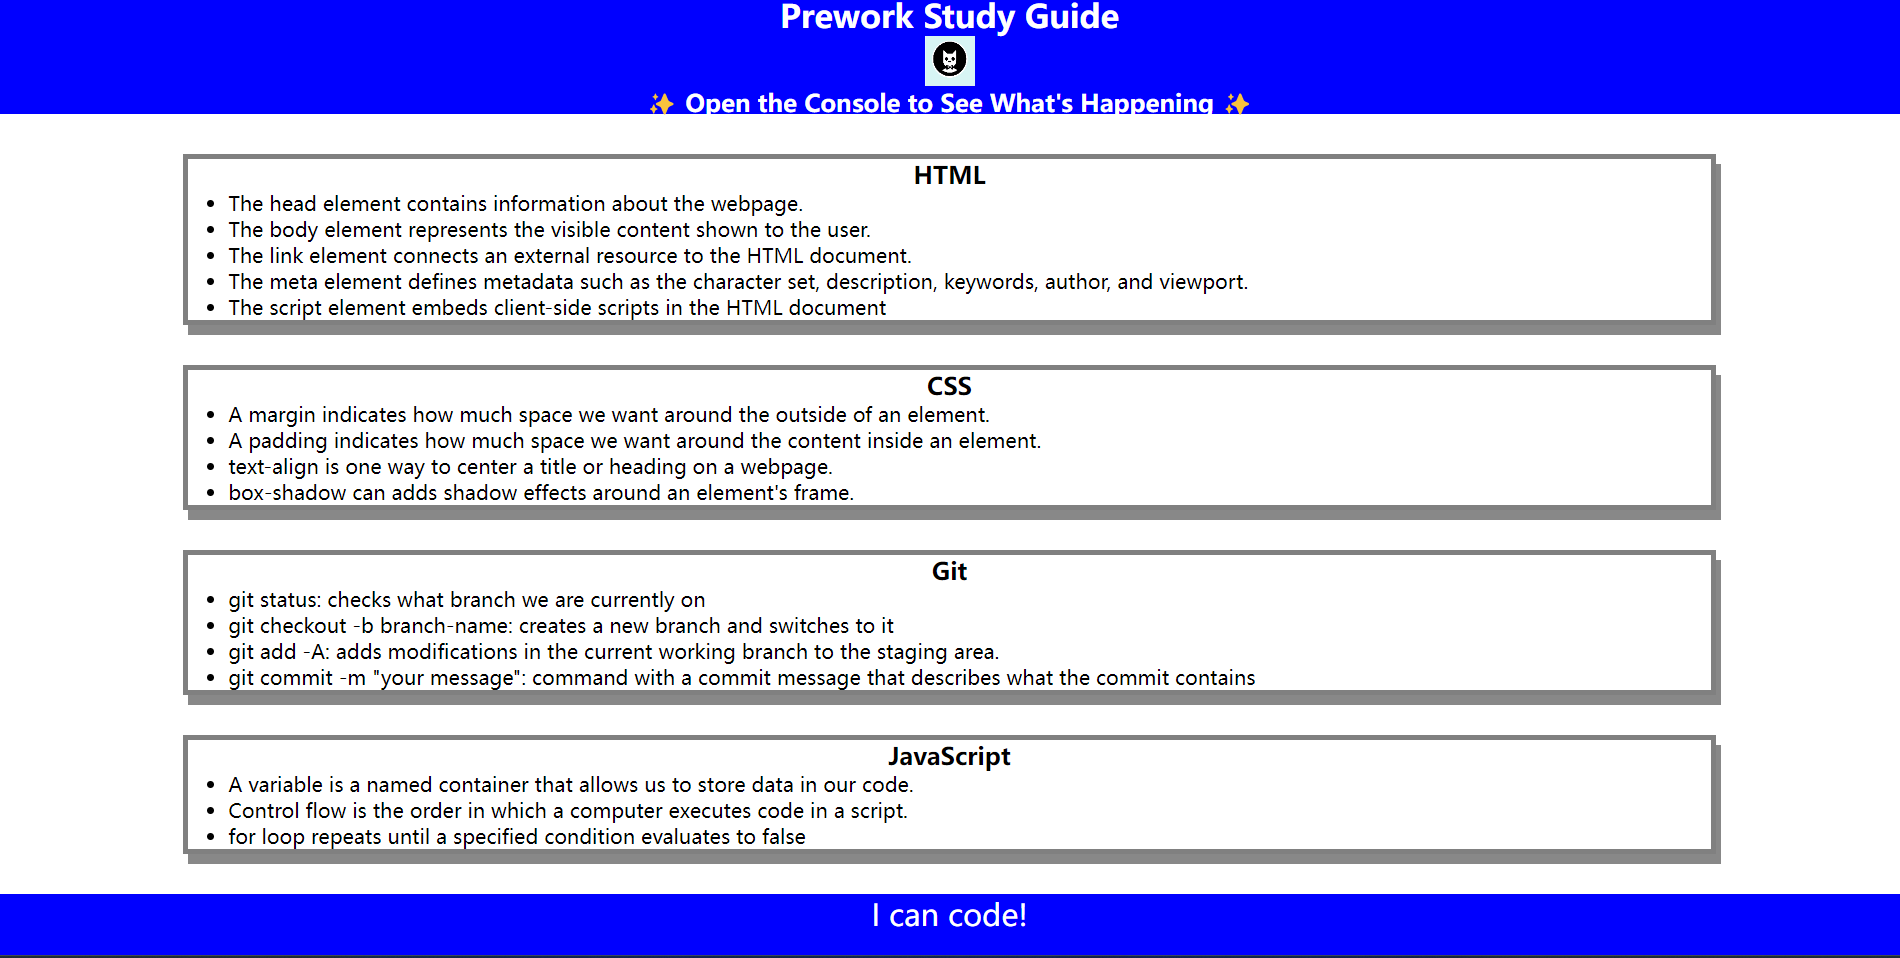 Prework Study Guide
✨ Open the Console to See What's Happening ✨
HTML
• The head element contains information about the webpage.
• The body element represents the visible content shown to the user.
• The link element connects an external resource to the HTML document.
• The meta element defines metadata such as the character set, description, keywords, author, and viewport.
• The script element embeds client-side scripts in the HTML document
CSS
• A margin indicates how much space we want around the outside of an element.
• A padding indicates how much space we want around the content inside an element.
• text-align is one way to center a title or heading on a webpage.
• box-shadow can adds shadow effects around an element's frame.
Git
• git status: checks what branch we are currently on
• git checkout -b branch-name: creates a new branch and switches to it
• git add -A: adds modifications in the current working branch to the staging area.
• git commit -m "your message": command with a commit message that describes what the commit contains
JavaScript
• A variable is a named container that allows us to store data in our code.
• Control flow is the order in which a computer executes code in a script.
• for loop repeats until a specified condition evaluates to false
I can code!